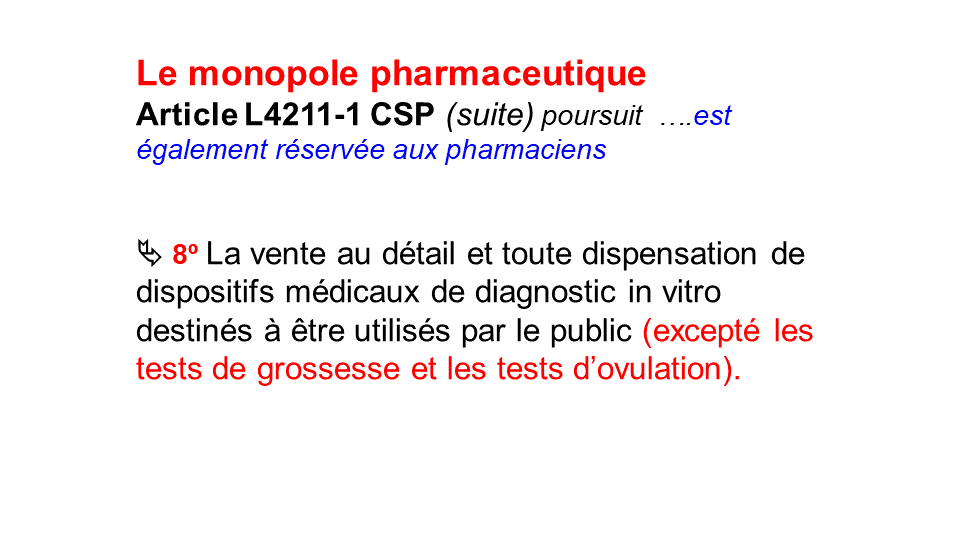 Le monopole pharmaceutique
Article L4211-1 CSP (suite) poursuit ….est
également réservée aux pharmaciens
⮱ 8º La vente au détail et toute dispensation de
dispositifs médicaux de diagnostic in vitro
destinés à être utilisés par le public (excepté les
tests de grossesse et les tests d’ovulation).